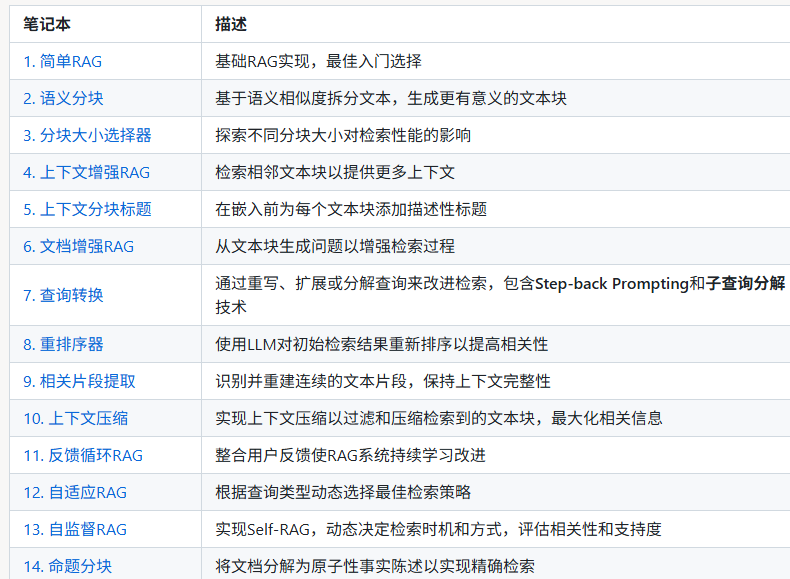 笔记本 描述
1. 简单RAG 基础RAG实现，最佳入门选择
2. 语义分块 基于语义相似度拆分文本，生成更有意义的文本块
3. 分块大小选择器 探索不同分块大小对检索性能的影响
4. 上下文增强RAG 检索相邻文本块以提供更多上下文
5. 上下文分块标题 在嵌入前为每个文本块添加描述性标题
6. 文档增强RAG 从文本块生成问题以增强检索过程
7. 查询转换 通过重写、扩展或分解查询来改进检索，包含Step-back Prompting和子查询分解
技术
8. 重排序器 使用LLM对初始检索结果重新排序以提高相关性
9. 相关片段提取 识别并重建连续的文本片段，保持上下文完整性
10. 上下文压缩 实现上下文压缩以过滤和压缩检索到的文本块，最大化相关信息
11. 反馈循环RAG 整合用户反馈使RAG系统持续学习改进
12. 自适应RAG 根据查询类型动态选择最佳检索策略
13. 自监督RAG 实现Self-RAG，动态决定检索时机和方式，评估相关性和支持度
14. 命题分块 将文档分解为原子性事实陈述以实现精确检索